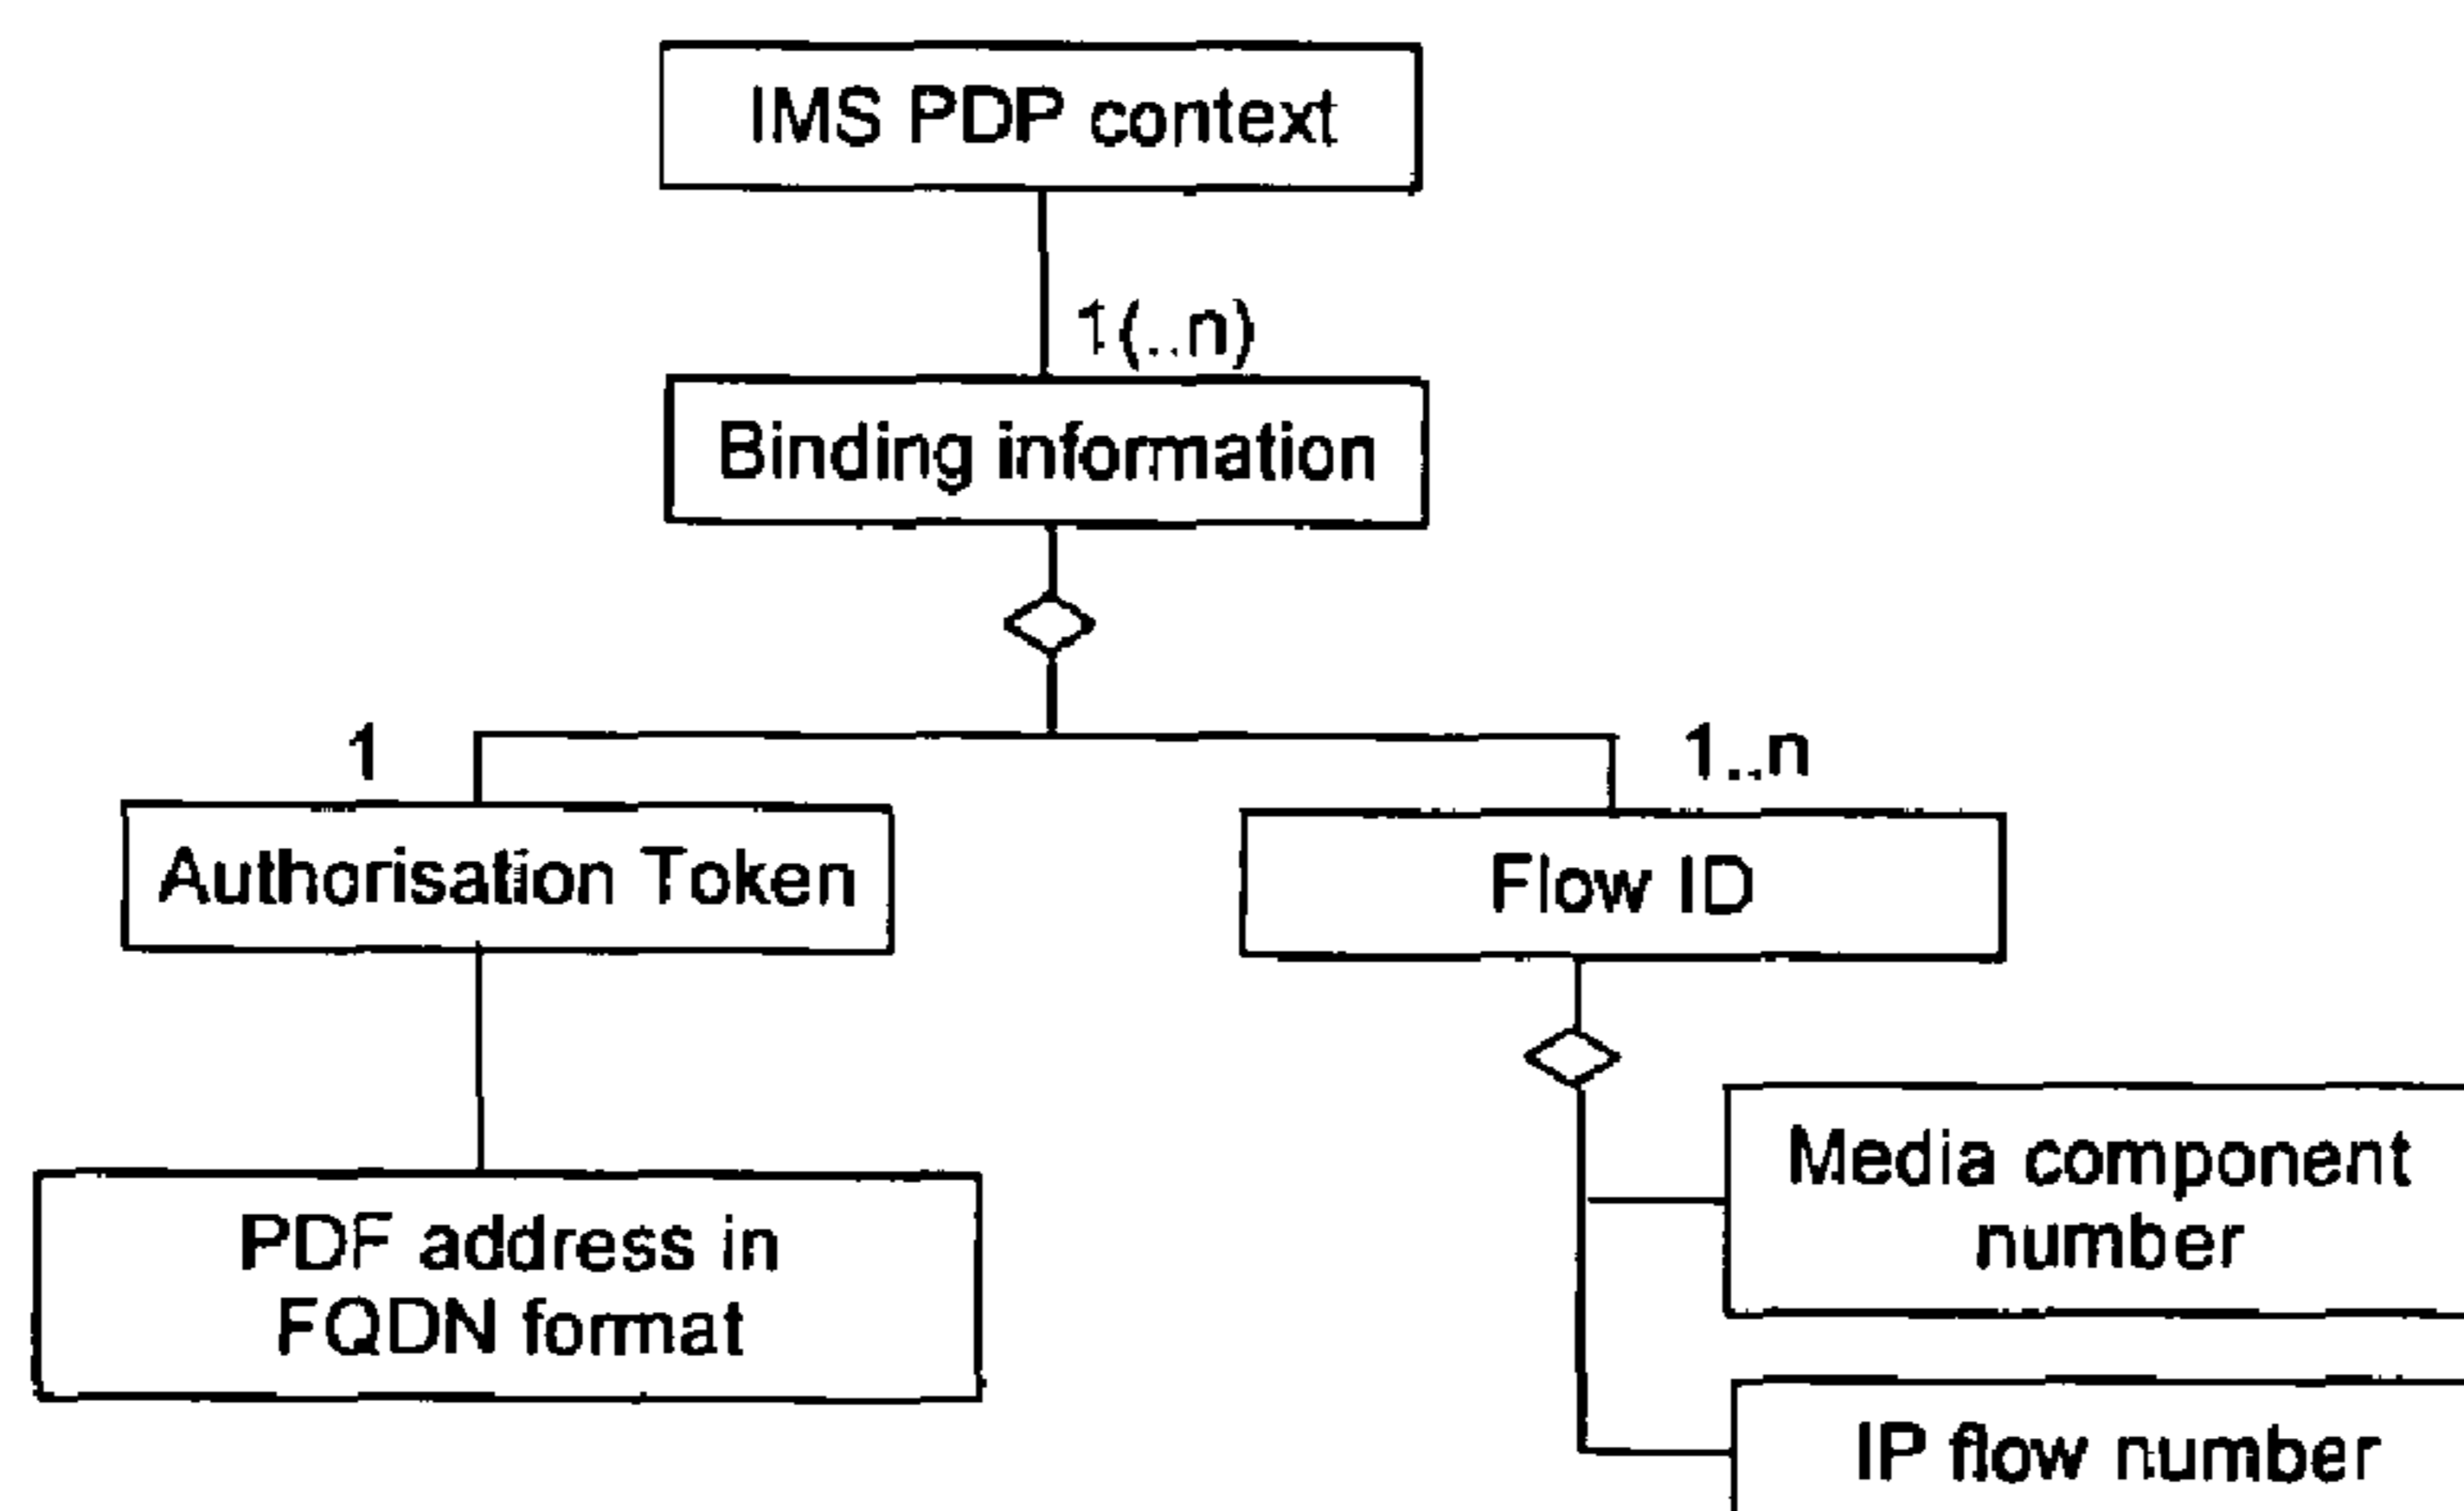 IMS PDP context
1(..n)
Binding information
1
1..n
Authorisation Token
Flow ID
Media component
number
PDF address in
FQDN format
IP flow number